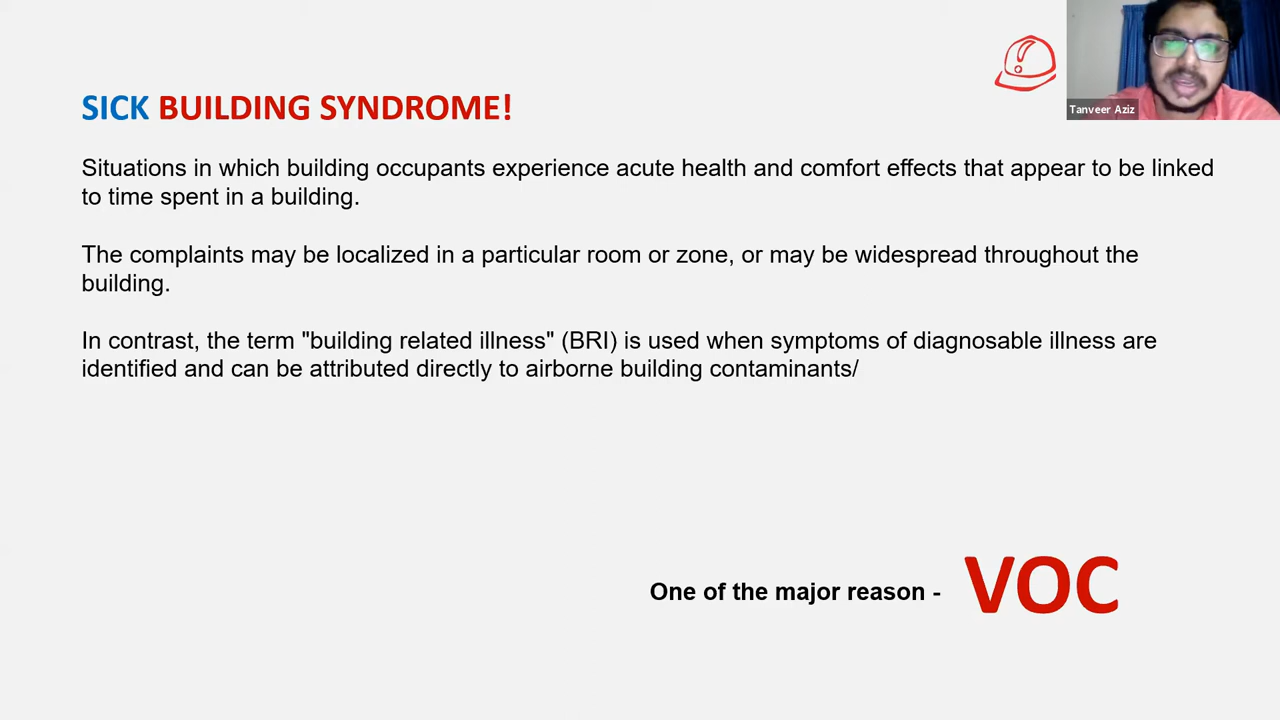 SICK BUILDING SYNDROME!
Tanveer Aziz
Situations in which building occupants experience acute health and comfort effects that appear to be linked
to time spent in a building.
The complaints may be localized in a particular room or zone, or may be widespread throughout the
building.
In contrast, the term "building related illness" (BRI) is used when symptoms of diagnosable illness are
identified and can be attributed directly to airborne building contaminants/
One of the major reason - VOC